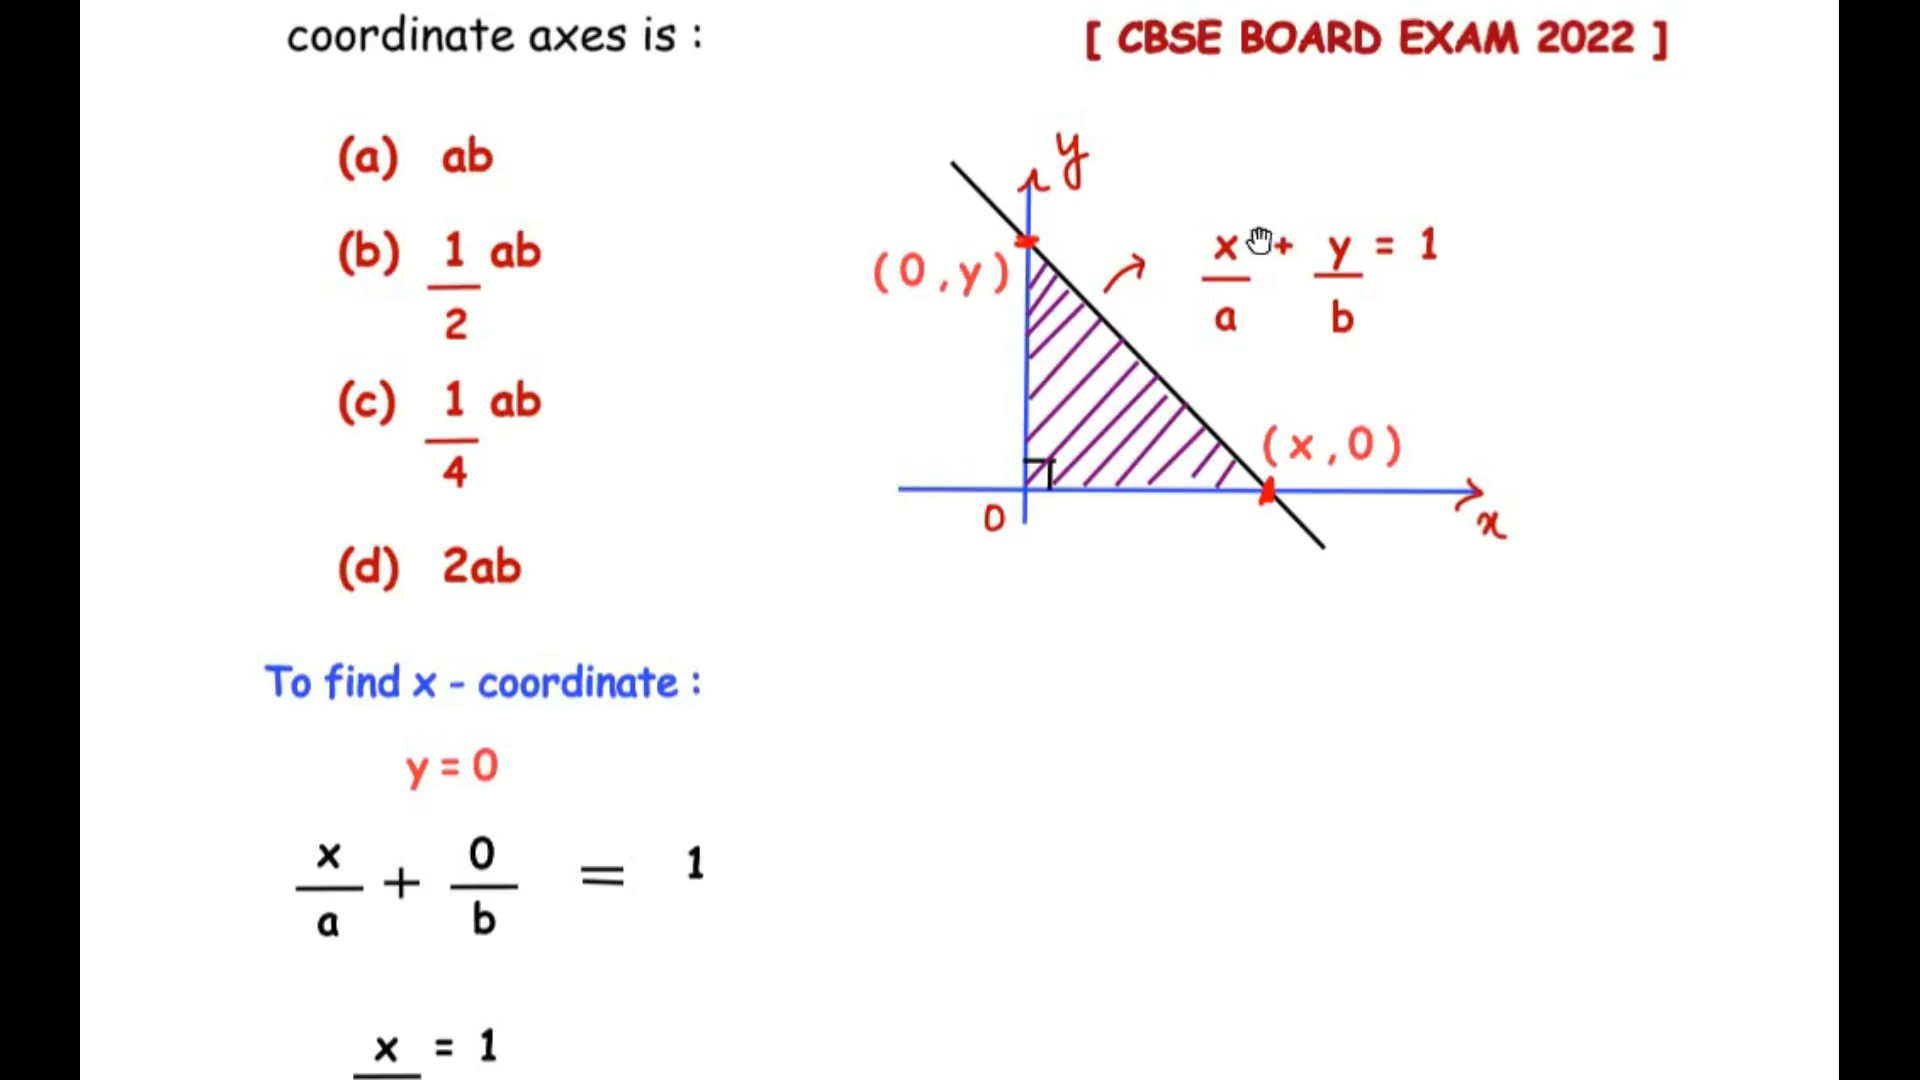 coordinate axes is :
[ CBSE BOARD EXAM 2022 ]
(a) ab
(b) 1/2 ab
(c) 1/4 ab
(d) 2ab
y
(0, y)
x/a + y/b = 1
(x, 0)
0
x
To find x - coordinate :
y = 0
x/a + 0/b = 1
x = 1